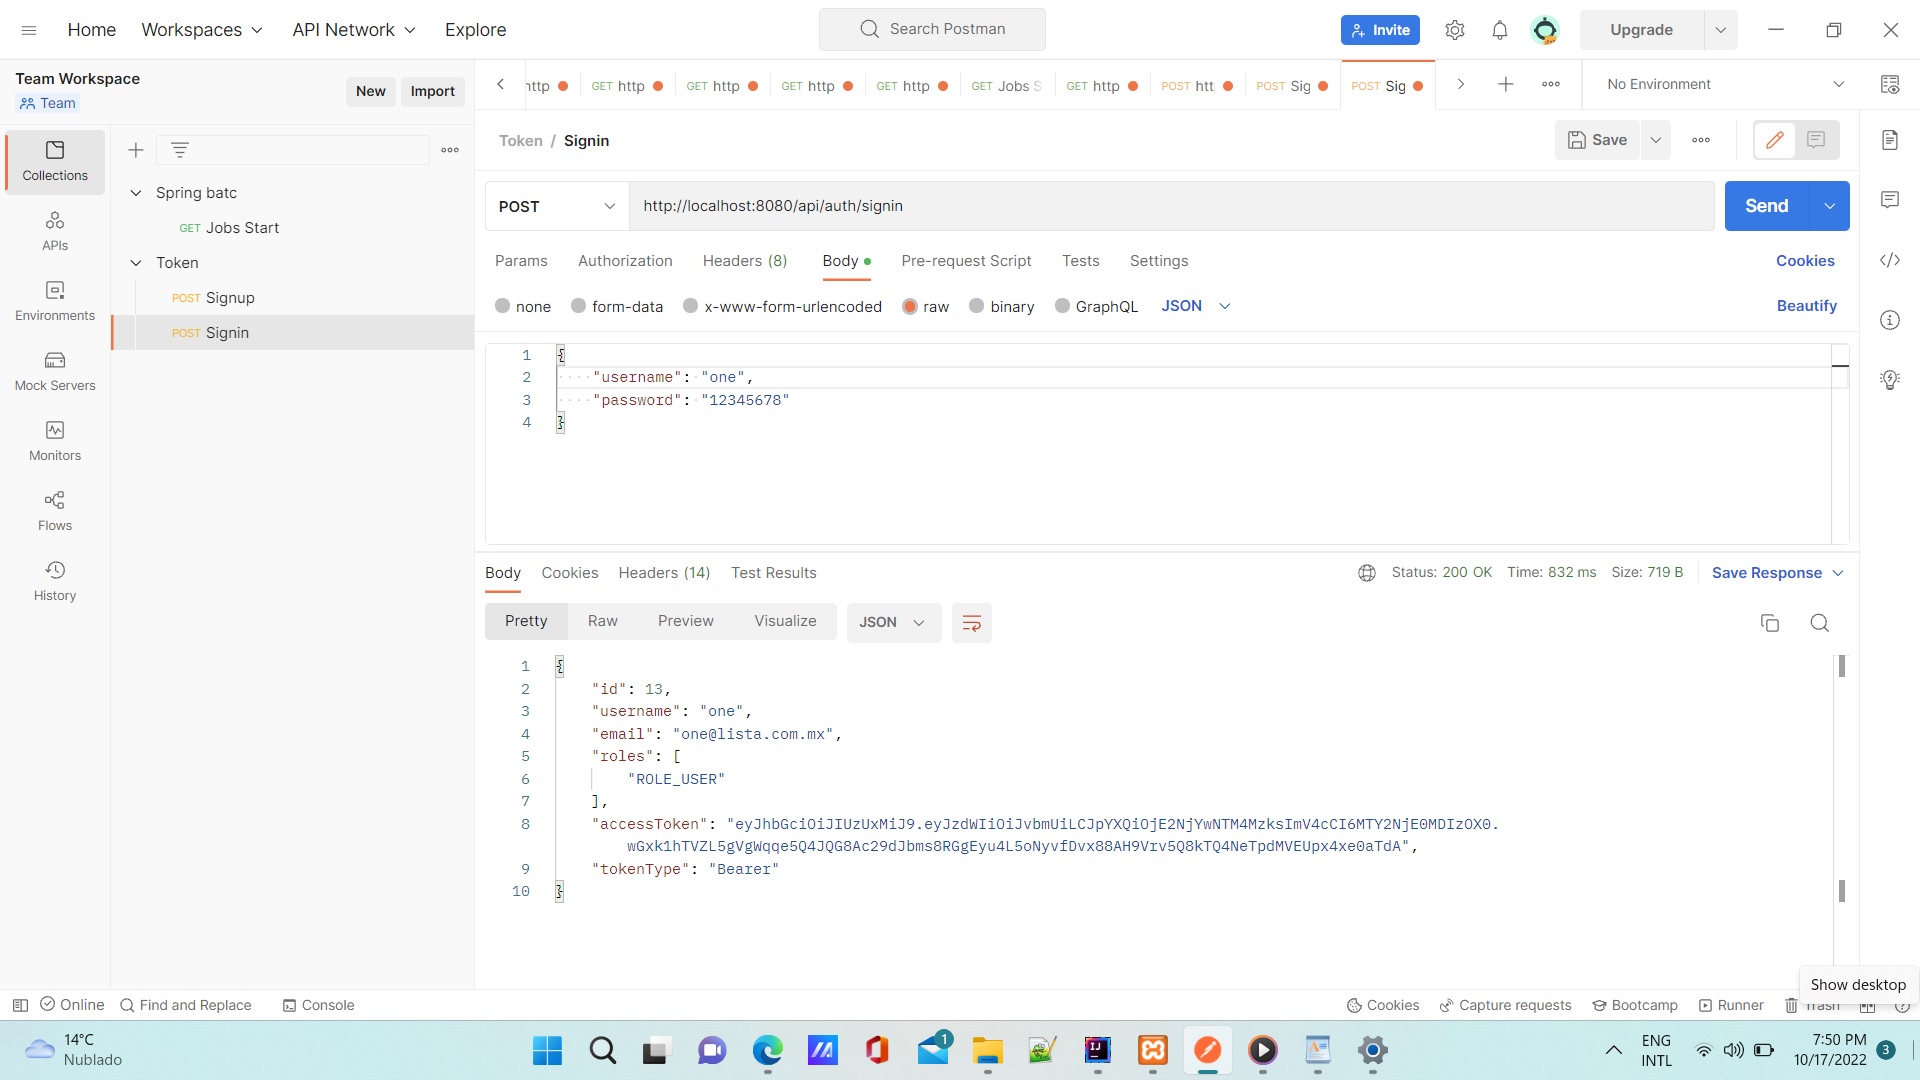 Home Workspaces API Network Explore Search Postman Invite Upgrade
Team Workspace
Team
New Import
http GET http GET http GET http GET http GET Jobs S GET http POST htt POST Sig POST Sig No Environment
Token / Signin Save
Collections
APIs
Environments
Mock Servers
Monitors
Flows
History
Spring batc
GET Jobs Start
Token
POST Signup
POST Signin
POST http://localhost:8080/api/auth/signin Send
Params Authorization Headers (8) Body Pre-request Script Tests Settings Cookies
none form-data x-www-form-urlencoded raw binary GraphQL JSON Beautify
1 {
2 "username": "one",
3 "password": "12345678"
4 }
Body Cookies Headers (14) Test Results Status: 200 OK Time: 832 ms Size: 719 B Save Response
Pretty Raw Preview Visualize JSON
1 {
2 "id": 13,
3 "username": "one",
4 "email": "one@lista.com.mx",
5 "roles": [
6 "ROLE_USER"
7 ],
8 "accessToken": "eyJhbGciOiJIUzUxMiJ9.eyJzdWIiOiJvbmUiLCJpYXQiOjE2NjYwNTM4MzksImV4cCI6MTY2NjE0MDIzOX0.
wGxk1hTVZL5gVgWqqe5Q4JQG8Ac29dJbms8RGgEyu4L5oNyvfDvx88AH9Vrv5Q8kTQ4NeTpdMVEUpx4xe0aTdA",
9 "tokenType": "Bearer"
10 }
Show desktop
Online Find and Replace Console Cookies Capture requests Bootcamp Runner Trash
14°C
Nublado
1
ENG
INTL
7:50 PM
10/17/2022
3